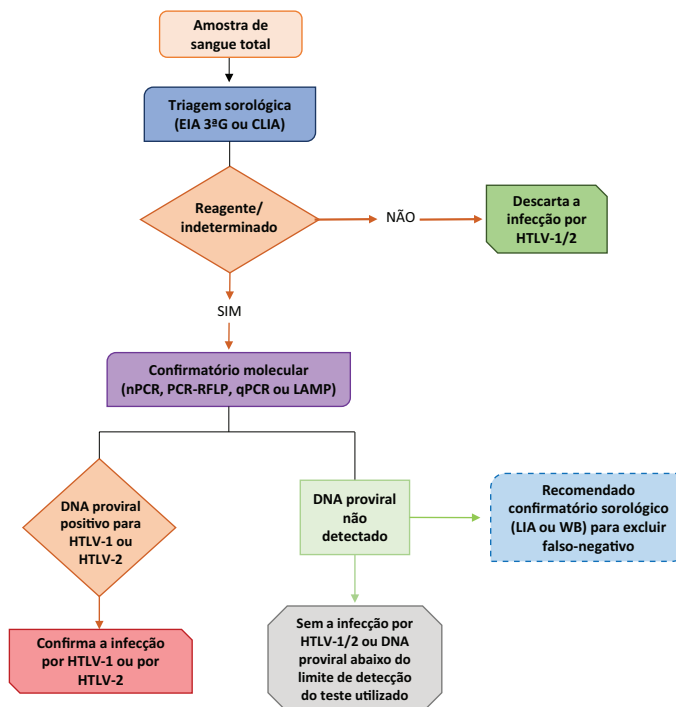 Amostra de
sangue total
Triagem sorológica
(EIA 3ªG ou CLIA)
Reagente/
indeterminado
NÃO
Descarta a
infecção por
HTLV-1/2
SIM
Confirmatório molecular
(nPCR, PCR-RFLP, qPCR ou LAMP)
DNA proviral
positivo para
HTLV-1 ou
HTLV-2
DNA proviral
não
detectado
Recomendado
confirmatório sorológico
(LIA ou WB) para excluir
falso-negativo
Confirma a infecção
por HTLV-1 ou por
HTLV-2
Sem a infecção por
HTLV-1/2 ou DNA
proviral abaixo do
limite de detecção
do teste utilizado